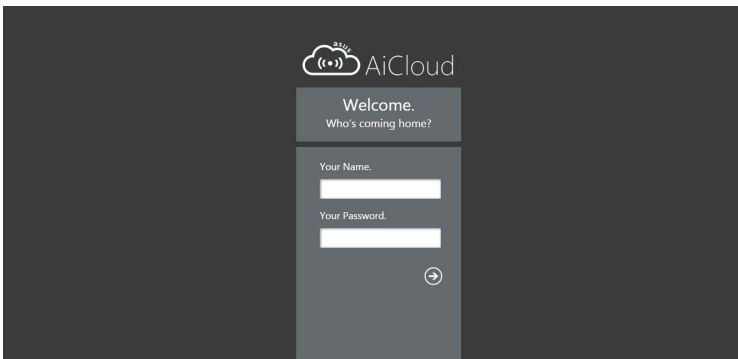 asus
AiCloud
Welcome.
Who's coming home?
Your Name.
Your Password.